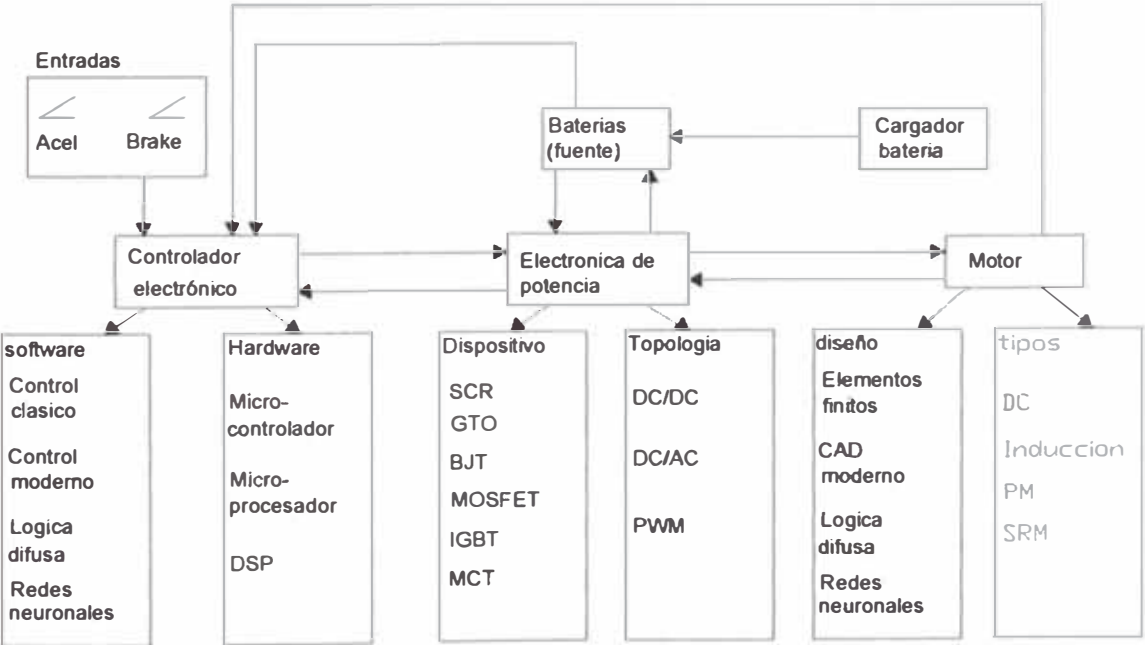 Entradas
Acel Brake
Baterias
(fuente)
Cargador
bateria
Controlador
electrónico
Electronica de
potencia
Motor
software
Control
clasico
Control
moderno
Logica
difusa
Redes
neuronales
Hardware
Micro-
controlador
Micro-
procesador
DSP
Dispositivo
SCR
GTO
BJT
MOSFET
IGBT
MCT
Topologia
DC/DC
DC/AC
PWM
diseño
Elementos
finitos
CAD
moderno
Logica
difusa
Redes
neuronales
tipos
DC
Induccion
PM
SRM